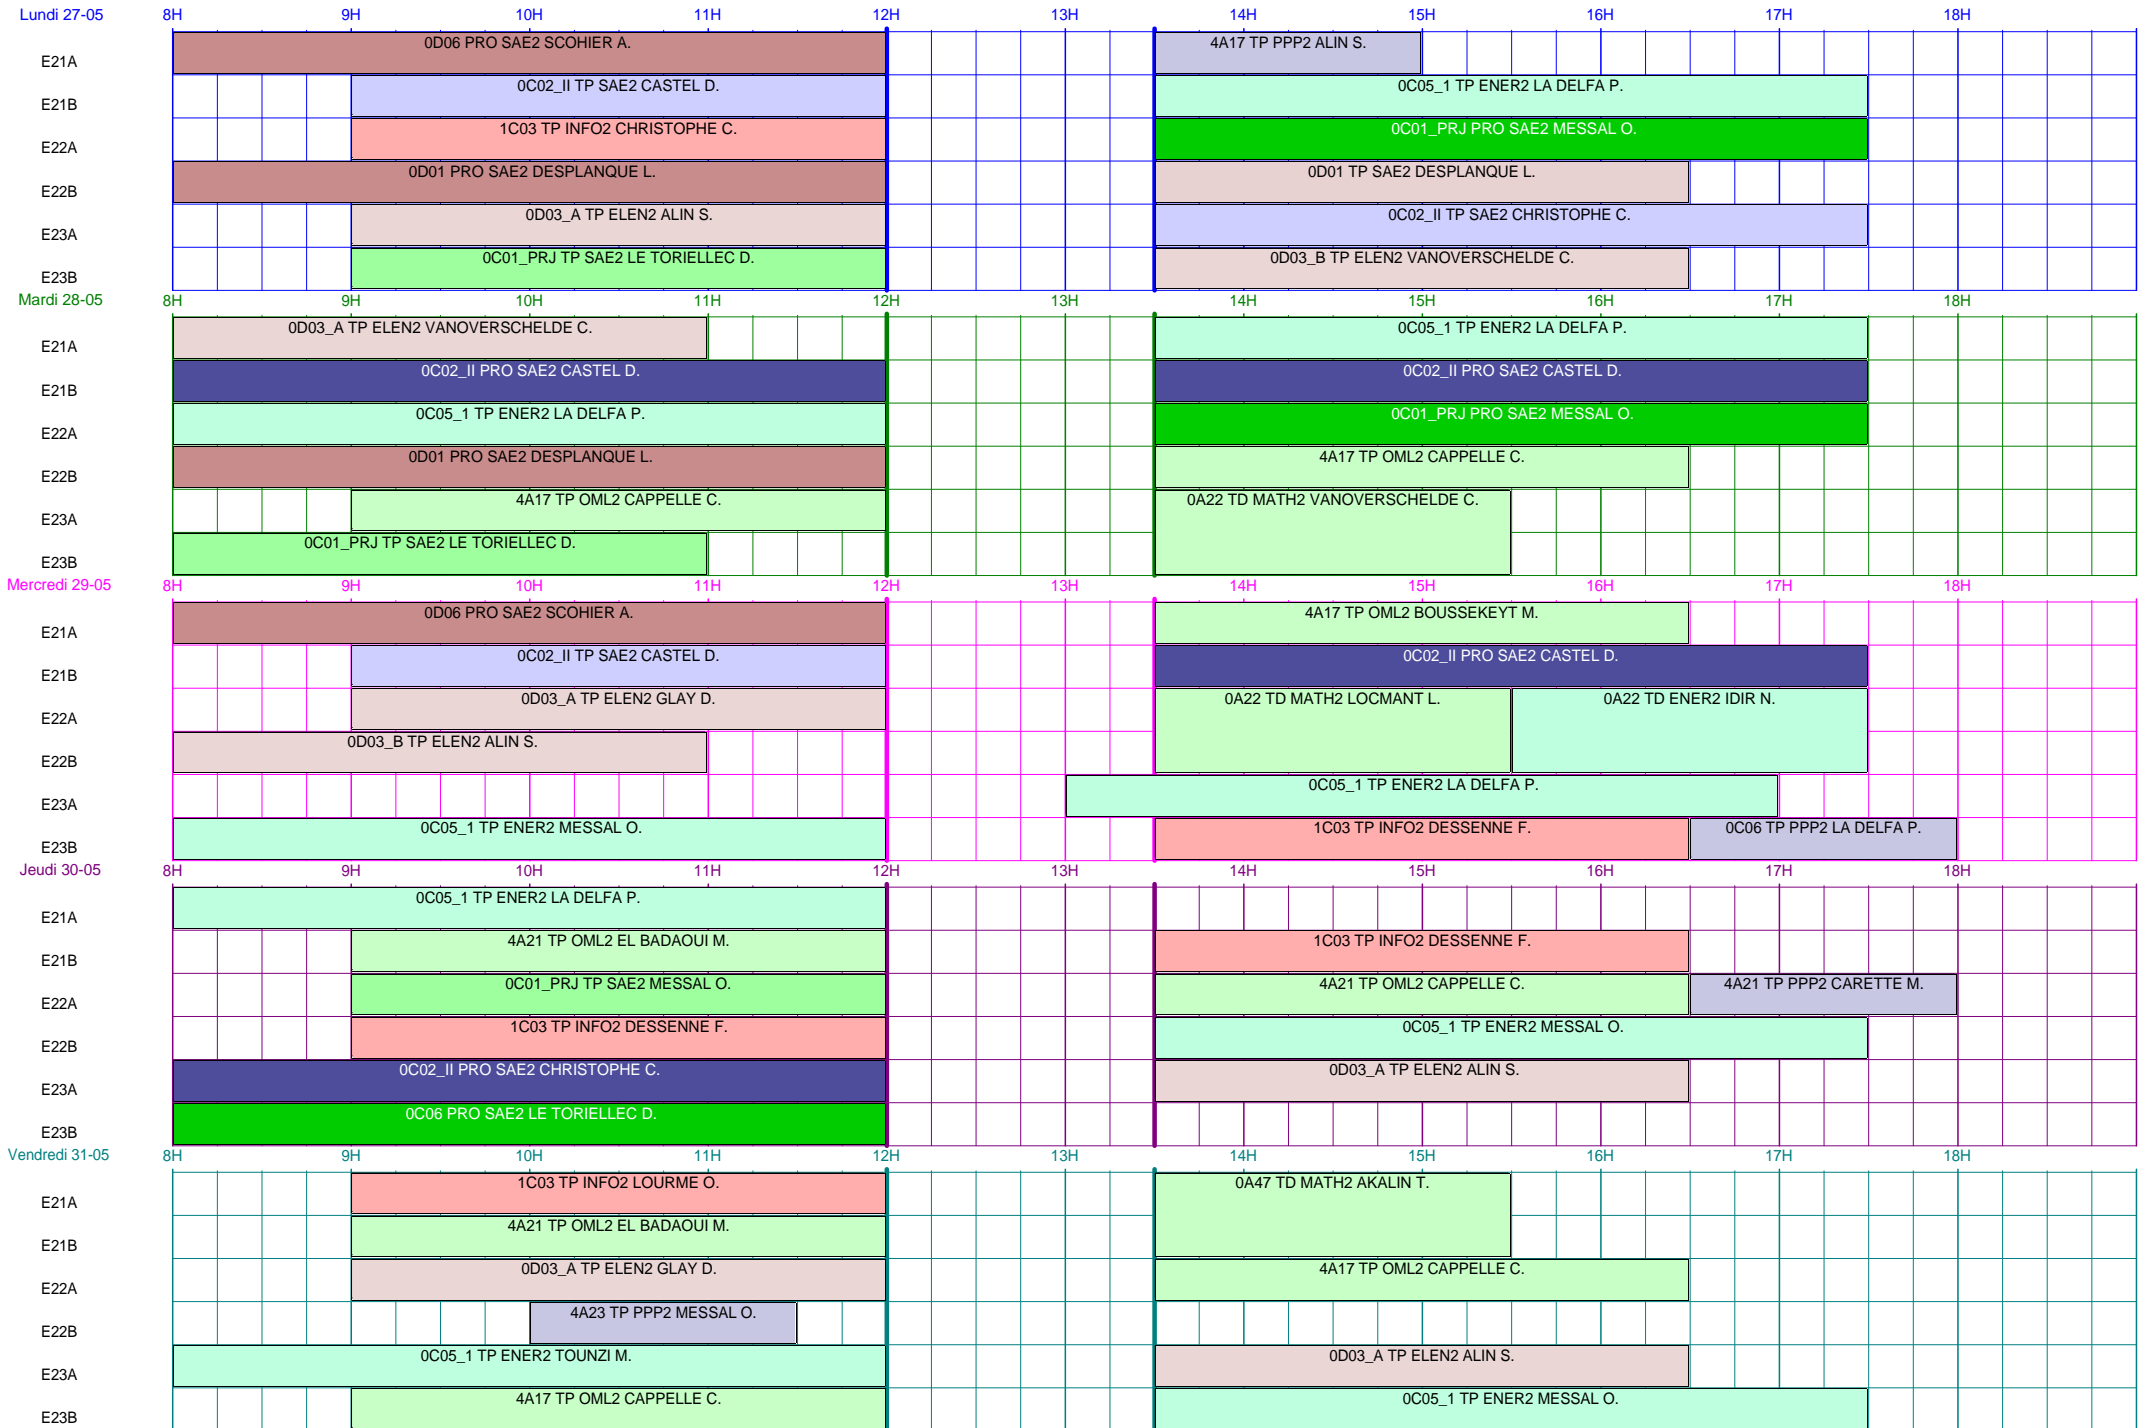 Lundi 27-05 8H 9H 10H 11H 12H 13H 14H 15H 16H 17H 18H
E21A 0D06 PRO SAE2 SCOHIER A. 4A17 TP PPP2 ALIN S.
E21B 0C02_II TP SAE2 CASTEL D. 0C05_1 TP ENER2 LA DELFA P.
E22A 1C03 TP INFO2 CHRISTOPHE C. 0C01_PRJ PRO SAE2 MESSAL O.
E22B 0D01 PRO SAE2 DESPLANQUE L. 0D01 TP SAE2 DESPLANQUE L.
E23A 0D03_A TP ELEN2 ALIN S. 0C02_II TP SAE2 CHRISTOPHE C.
E23B 0C01_PRJ TP SAE2 LE TORIELLEC D. 0D03_B TP ELEN2 VANOVERSCHELDE C.
Mardi 28-05 8H 9H 10H 11H 12H 13H 14H 15H 16H 17H 18H
E21A 0D03_A TP ELEN2 VANOVERSCHELDE C. 0C05_1 TP ENER2 LA DELFA P.
E21B 0C02_II PRO SAE2 CASTEL D. 0C02_II PRO SAE2 CASTEL D.
E22A 0C05_1 TP ENER2 LA DELFA P. 0C01_PRJ PRO SAE2 MESSAL O.
E22B 0D01 PRO SAE2 DESPLANQUE L. 4A17 TP OML2 CAPPELLE C.
E23A 4A17 TP OML2 CAPPELLE C. 0A22 TD MATH2 VANOVERSCHELDE C.
E23B 0C01_PRJ TP SAE2 LE TORIELLEC D.
Mercredi 29-05 8H 9H 10H 11H 12H 13H 14H 15H 16H 17H 18H
E21A 0D06 PRO SAE2 SCOHIER A. 4A17 TP OML2 BOUSSEKEYT M.
E21B 0C02_II TP SAE2 CASTEL D. 0C02_II PRO SAE2 CASTEL D.
E22A 0D03_A TP ELEN2 GLAY D. 0A22 TD MATH2 LOCMANT L. 0A22 TD ENER2 IDIR N.
E22B 0D03_B TP ELEN2 ALIN S.
E23A 0C05_1 TP ENER2 LA DELFA P.
E23B 0C05_1 TP ENER2 MESSAL O. 1C03 TP INFO2 DESSENNE F. 0C06 TP PPP2 LA DELFA P.
Jeudi 30-05 8H 9H 10H 11H 12H 13H 14H 15H 16H 17H 18H
E21A 0C05_1 TP ENER2 LA DELFA P.
E21B 4A21 TP OML2 EL BADAOUI M. 1C03 TP INFO2 DESSENNE F.
E22A 0C01_PRJ TP SAE2 MESSAL O. 4A21 TP OML2 CAPPELLE C. 4A21 TP PPP2 CARETTE M.
E22B 1C03 TP INFO2 DESSENNE F. 0C05_1 TP ENER2 MESSAL O.
E23A 0C02_II PRO SAE2 CHRISTOPHE C. 0D03_A TP ELEN2 ALIN S.
E23B 0C06 PRO SAE2 LE TORIELLEC D.
Vendredi 31-05 8H 9H 10H 11H 12H 13H 14H 15H 16H 17H 18H
E21A 1C03 TP INFO2 LOURME O. 0A47 TD MATH2 AKALIN T.
E21B 4A21 TP OML2 EL BADAOUI M.
E22A 0D03_A TP ELEN2 GLAY D. 4A17 TP OML2 CAPPELLE C.
E22B 4A23 TP PPP2 MESSAL O.
E23A 0C05_1 TP ENER2 TOUNZI M. 0D03_A TP ELEN2 ALIN S.
E23B 4A17 TP OML2 CAPPELLE C. 0C05_1 TP ENER2 MESSAL O.